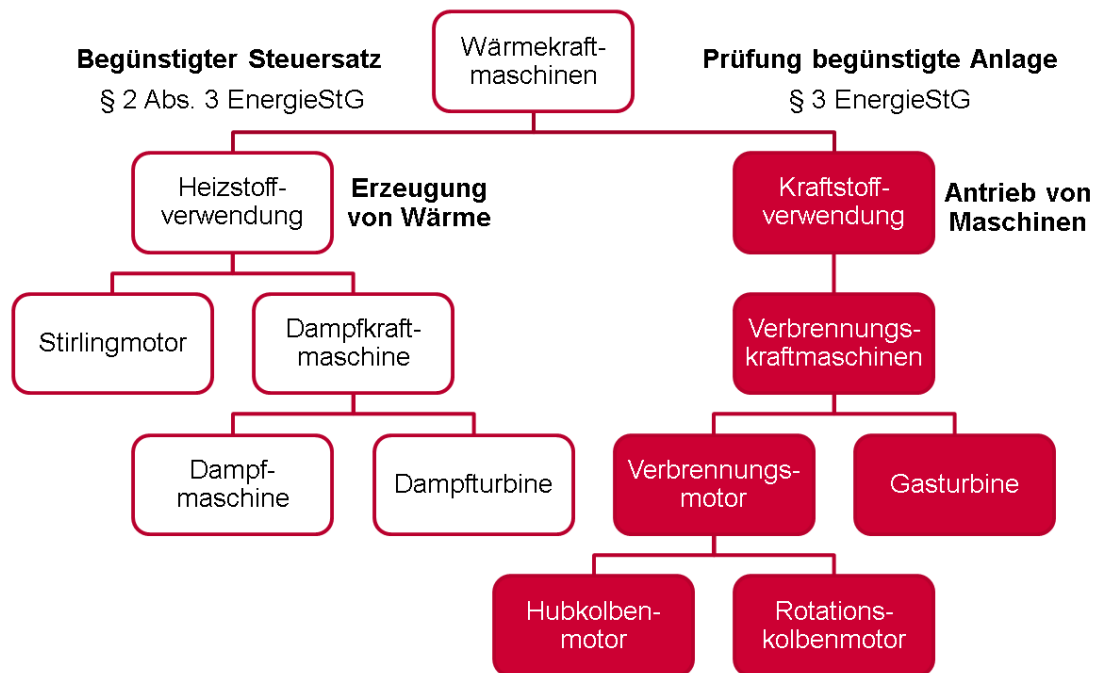 Wärmekraft-
maschinen
Begünstigter Steuersatz
§ 2 Abs. 3 EnergieStG
Prüfung begünstigte Anlage
§ 3 EnergieStG
Heizstoff-
verwendung
Erzeugung
von Wärme
Kraftstoff-
verwendung
Antrieb von
Maschinen
Stirlingmotor
Dampfkraft-
maschine
Verbrennungs-
kraftmaschinen
Dampf-
maschine
Dampfturbine
Verbrennungs-
motor
Gasturbine
Hubkolben-
motor
Rotations-
kolbenmotor